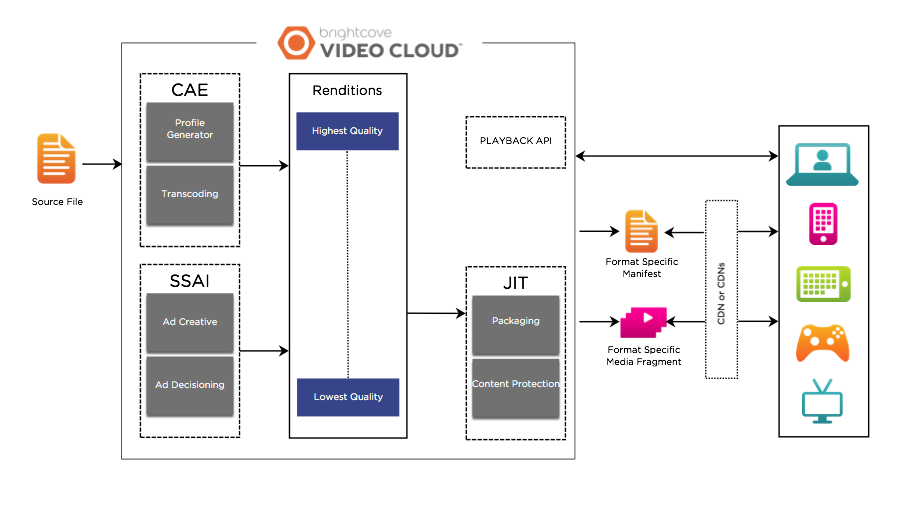 brightcove
VIDEO CLOUD™
CAE
Profile
Generator
Transcoding
Source File
SSAI
Ad Creative
Ad Decisioning
Renditions
Highest Quality
Lowest Quality
PLAYBACK API
JIT
Packaging
Content Protection
Format Specific
Manifest
Format Specific
Media Fragment
CDN or CDNs